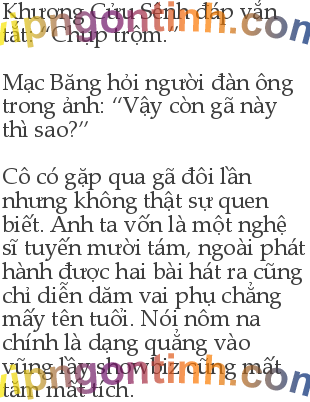 Khương Cửu Sênh đáp vắn
tắt: “Chụp trộm.”
Mạc Băng hỏi người đàn ông
trong ảnh: “Vậy còn gã này
thì sao?”
Cô có gặp qua gã đôi lần
nhưng không thật sự quen
biết. Anh ta vốn là một nghệ
sĩ tuyến mười tám, ngoài phát
hành được hai bài hát ra cũng
chỉ diễn dăm vai phụ chẳng
mấy tên tuổi. Nói nôm na
chính là dạng quẳng vào
vũng lầy showbiz cũng mất
tăm mất tích.
vipngontinh.com
vipngontinh.com